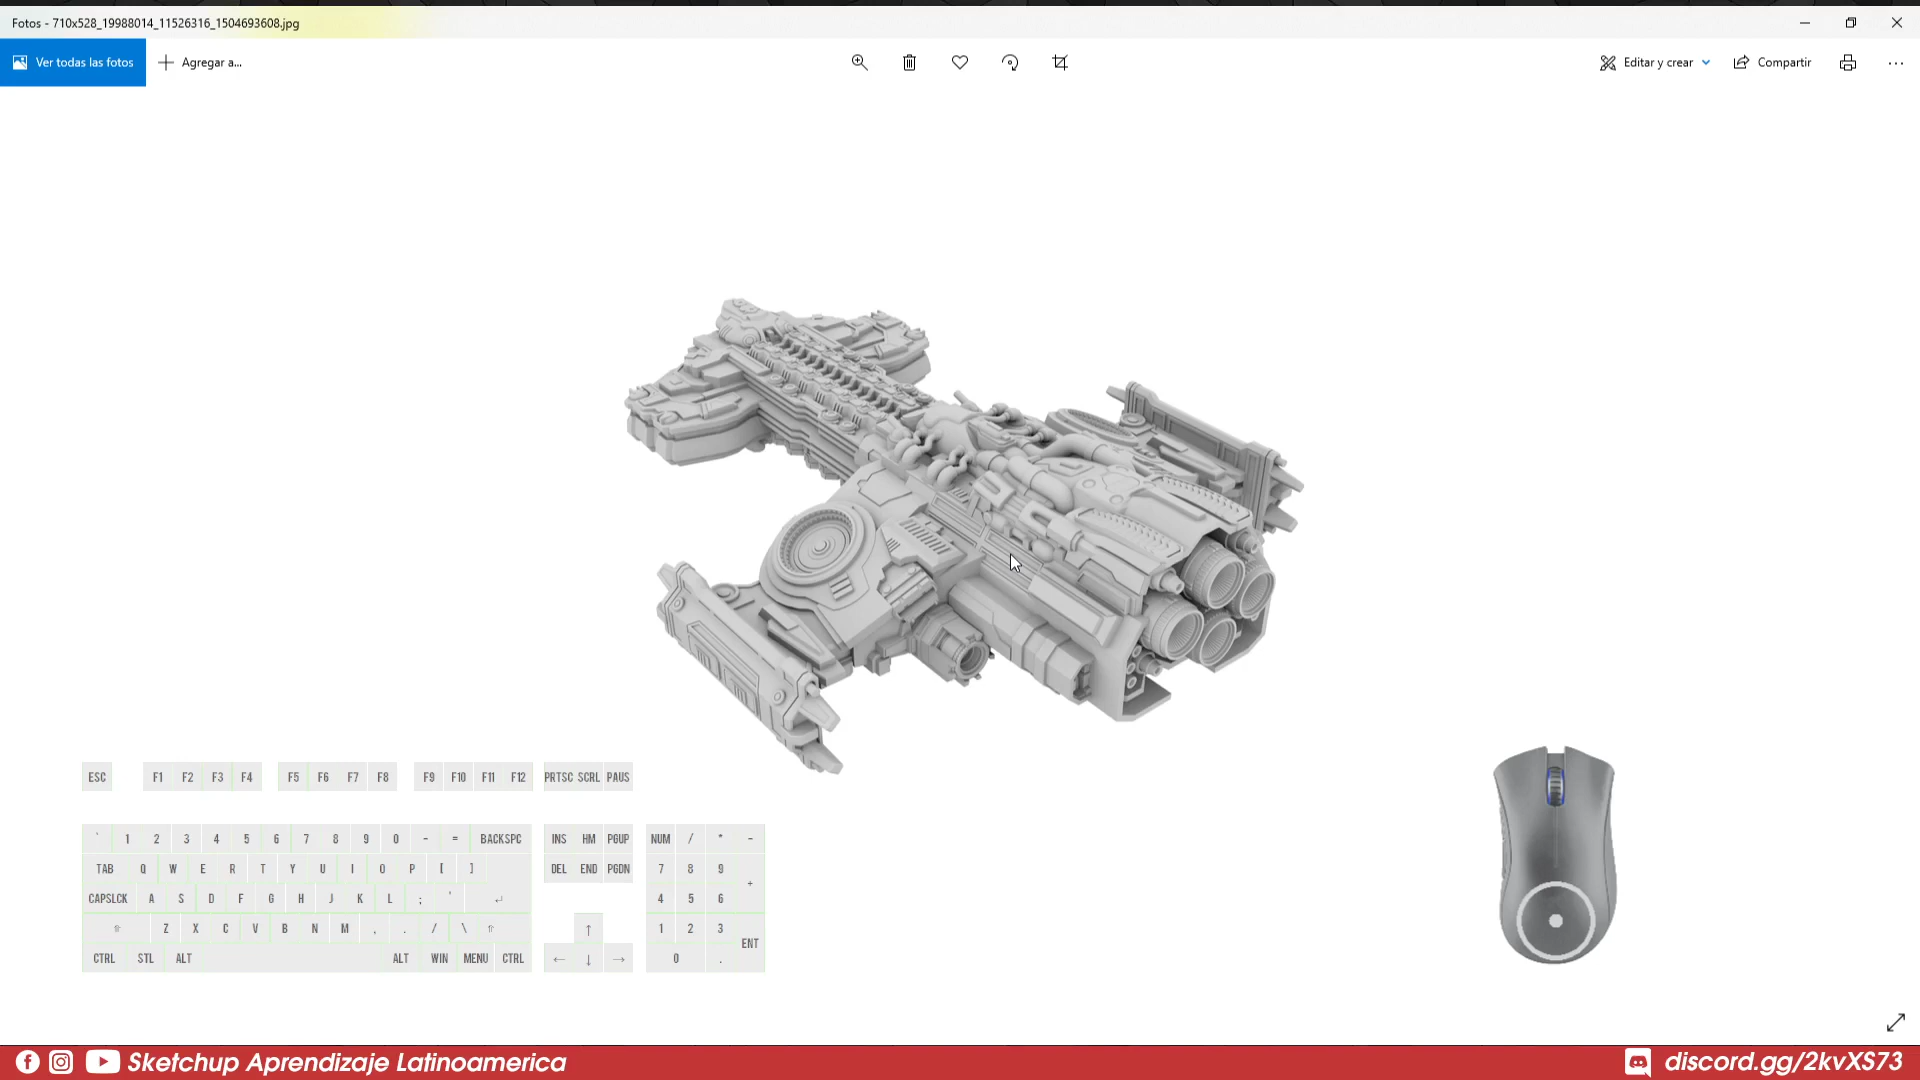 Fotos - 710x528_19988014_11526316_1504693608.jpg
Ver todas las fotos
Agregar a...
Editar y crear
Compartir
ESC F1 F2 F3 F4 F5 F6 F7 F8 F9 F10 F11 F12 PRTSC SCRL PAUS
` 1 2 3 4 5 6 7 8 9 0 - = BACKSPC INS HM PGUP NUM / * -
TAB Q W E R T Y U I O P [ ] DEL END PGDN 7 8 9 +
CAPSLCK A S D F G H J K L ; ' ↵ 4 5 6
⇧ Z X C V B N M , . / \ ⇧ ↑ 1 2 3 ENT
CTRL STL ALT ALT WIN MENU CTRL ← ↓ → 0 .
Sketchup Aprendizaje Latinoamerica
discord.gg/2kvXS73